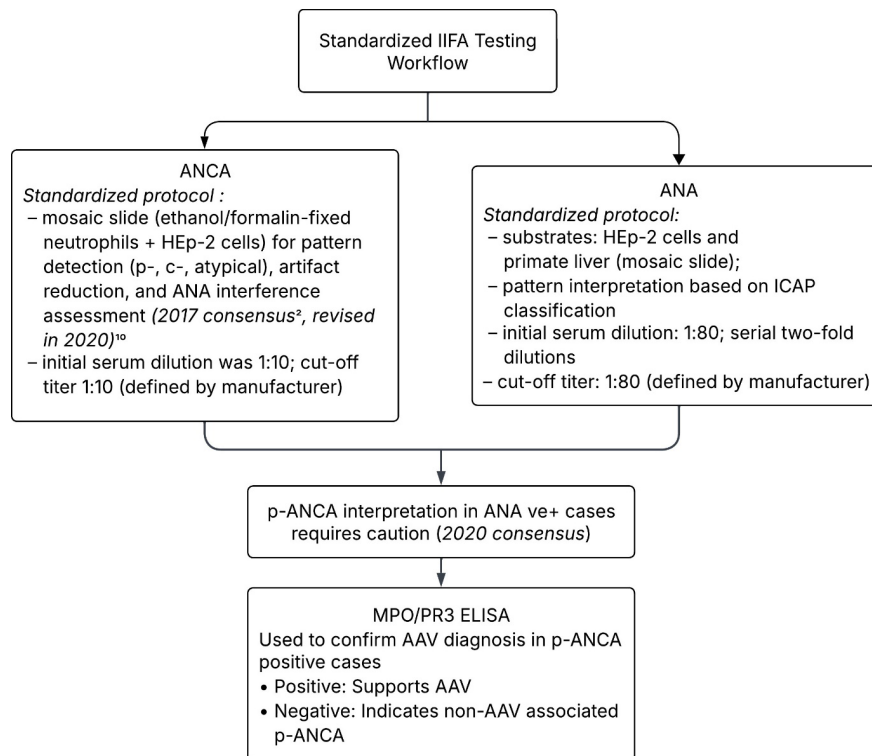 Standardized IIFA Testing
Workflow
ANCA
Standardized protocol :
– mosaic slide (ethanol/formalin-fixed
neutrophils + HEp-2 cells) for pattern
detection (p-, c-, atypical), artifact
reduction, and ANA interference
assessment (2017 consensus², revised
in 2020)¹⁰
– initial serum dilution was 1:10; cut-off
titer 1:10 (defined by manufacturer)
ANA
Standardized protocol:
– substrates: HEp-2 cells and
primate liver (mosaic slide);
– pattern interpretation based on ICAP
classification
– initial serum dilution: 1:80; serial two-fold
dilutions
– cut-off titer: 1:80 (defined by manufacturer)
p-ANCA interpretation in ANA ve+ cases
requires caution (2020 consensus)
MPO/PR3 ELISA
Used to confirm AAV diagnosis in p-ANCA
positive cases
• Positive: Supports AAV
• Negative: Indicates non-AAV associated
p-ANCA